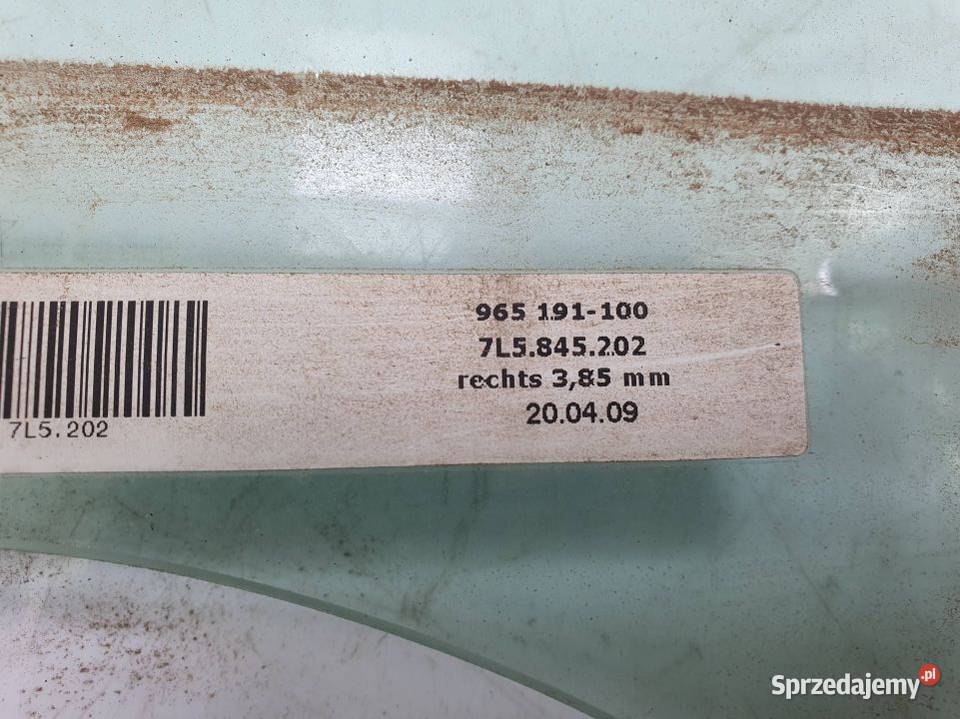 965 191-100
7L5.845.202
rechts 3,85 mm
20.04.09
7L5.202
Sprzedajemy.pl